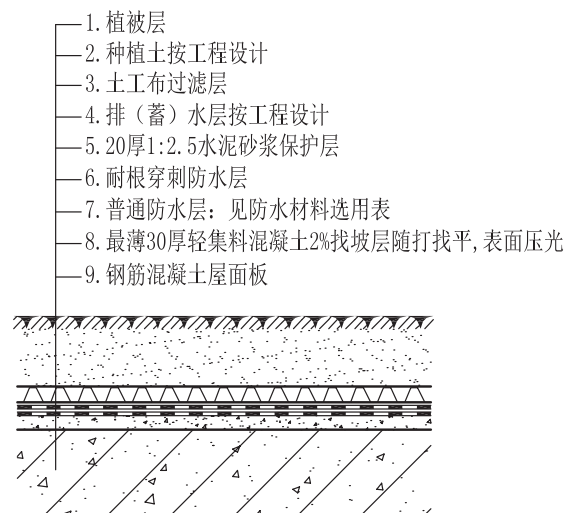 1.植被层
2.种植土按工程设计
3.土工布过滤层
4.排（蓄）水层按工程设计
5.20厚1:2.5水泥砂浆保护层
6.耐根穿刺防水层
7.普通防水层：见防水材料选用表
8.最薄30厚轻集料混凝土2%找坡层随打找平,表面压光
9.钢筋混凝土屋面板